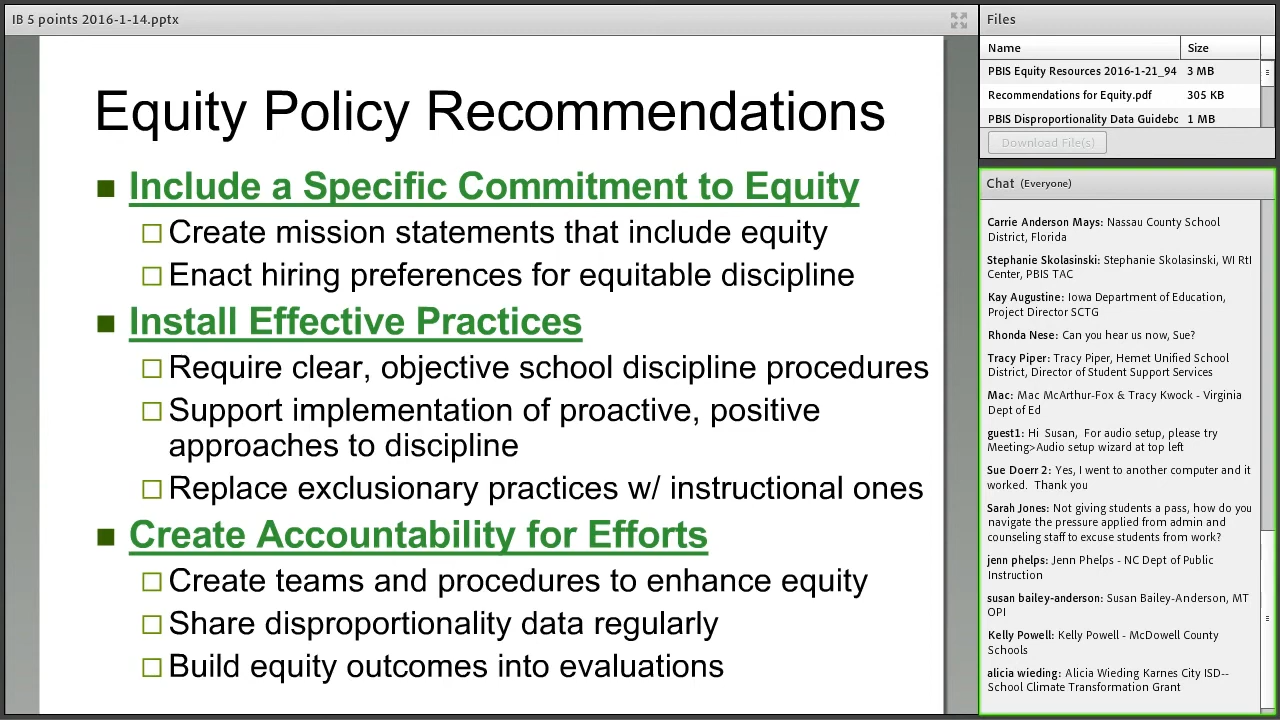 IB 5 points 2016-1-14.pptx
Equity Policy Recommendations
Include a Specific Commitment to Equity
Create mission statements that include equity
Enact hiring preferences for equitable discipline
Install Effective Practices
Require clear, objective school discipline procedures
Support implementation of proactive, positive
approaches to discipline
Replace exclusionary practices w/ instructional ones
Create Accountability for Efforts
Create teams and procedures to enhance equity
Share disproportionality data regularly
Build equity outcomes into evaluations
Files
Name Size
PBIS Equity Resources 2016-1-21_94 3 MB
Recommendations for Equity.pdf 305 KB
PBIS Disproportionality Data Guidebc 1 MB
Download File(s)
Chat (Everyone)
Carrie Anderson Mays: Nassau County School
District, Florida
Stephanie Skolasinski: Stephanie Skolasinski, WI RtI
Center, PBIS TAC
Kay Augustine: Iowa Department of Education,
Project Director SCTG
Rhonda Nese: Can you hear us now, Sue?
Tracy Piper: Tracy Piper, Hemet Unified School
District, Director of Student Support Services
Mac: Mac McArthur-Fox & Tracy Kwock - Virginia
Dept of Ed
guest1: Hi Susan, For audio setup, please try
Meeting>Audio setup wizard at top left
Sue Doerr 2: Yes, I went to another computer and it
worked. Thank you
Sarah Jones: Not giving students a pass, how do you
navigate the pressure applied from admin and
counseling staff to excuse students from work?
jenn phelps: Jenn Phelps - NC Dept of Public
Instruction
susan bailey-anderson: Susan Bailey-Anderson, MT
OPI
Kelly Powell: Kelly Powell - McDowell County
Schools
alicia wieding: Alicia Wieding Karnes City ISD--
School Climate Transformation Grant